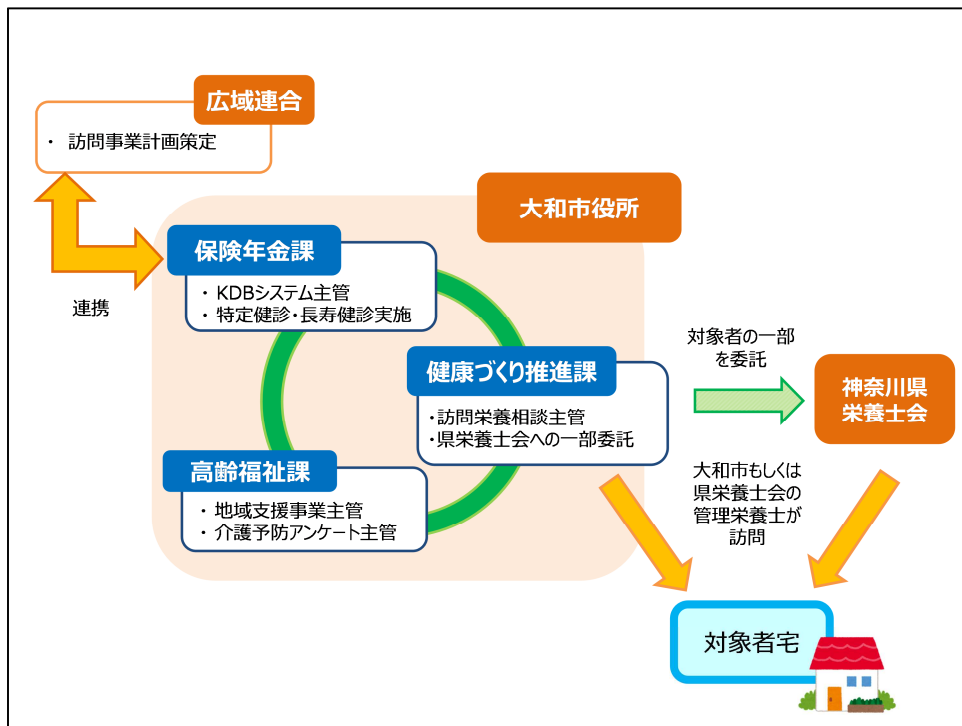 広域連合
・ 訪問事業計画策定
連携
大和市役所
保険年金課
・ KDBシステム主管
・ 特定健診・長寿健診実施
健康づくり推進課
・訪問栄養相談主管
・県栄養士会への一部委託
高齢福祉課
・ 地域支援事業主管
・ 介護予防アンケート主管
対象者の一部
を委託
神奈川県
栄養士会
大和市もしくは
県栄養士会の
管理栄養士が
訪問
対象者宅